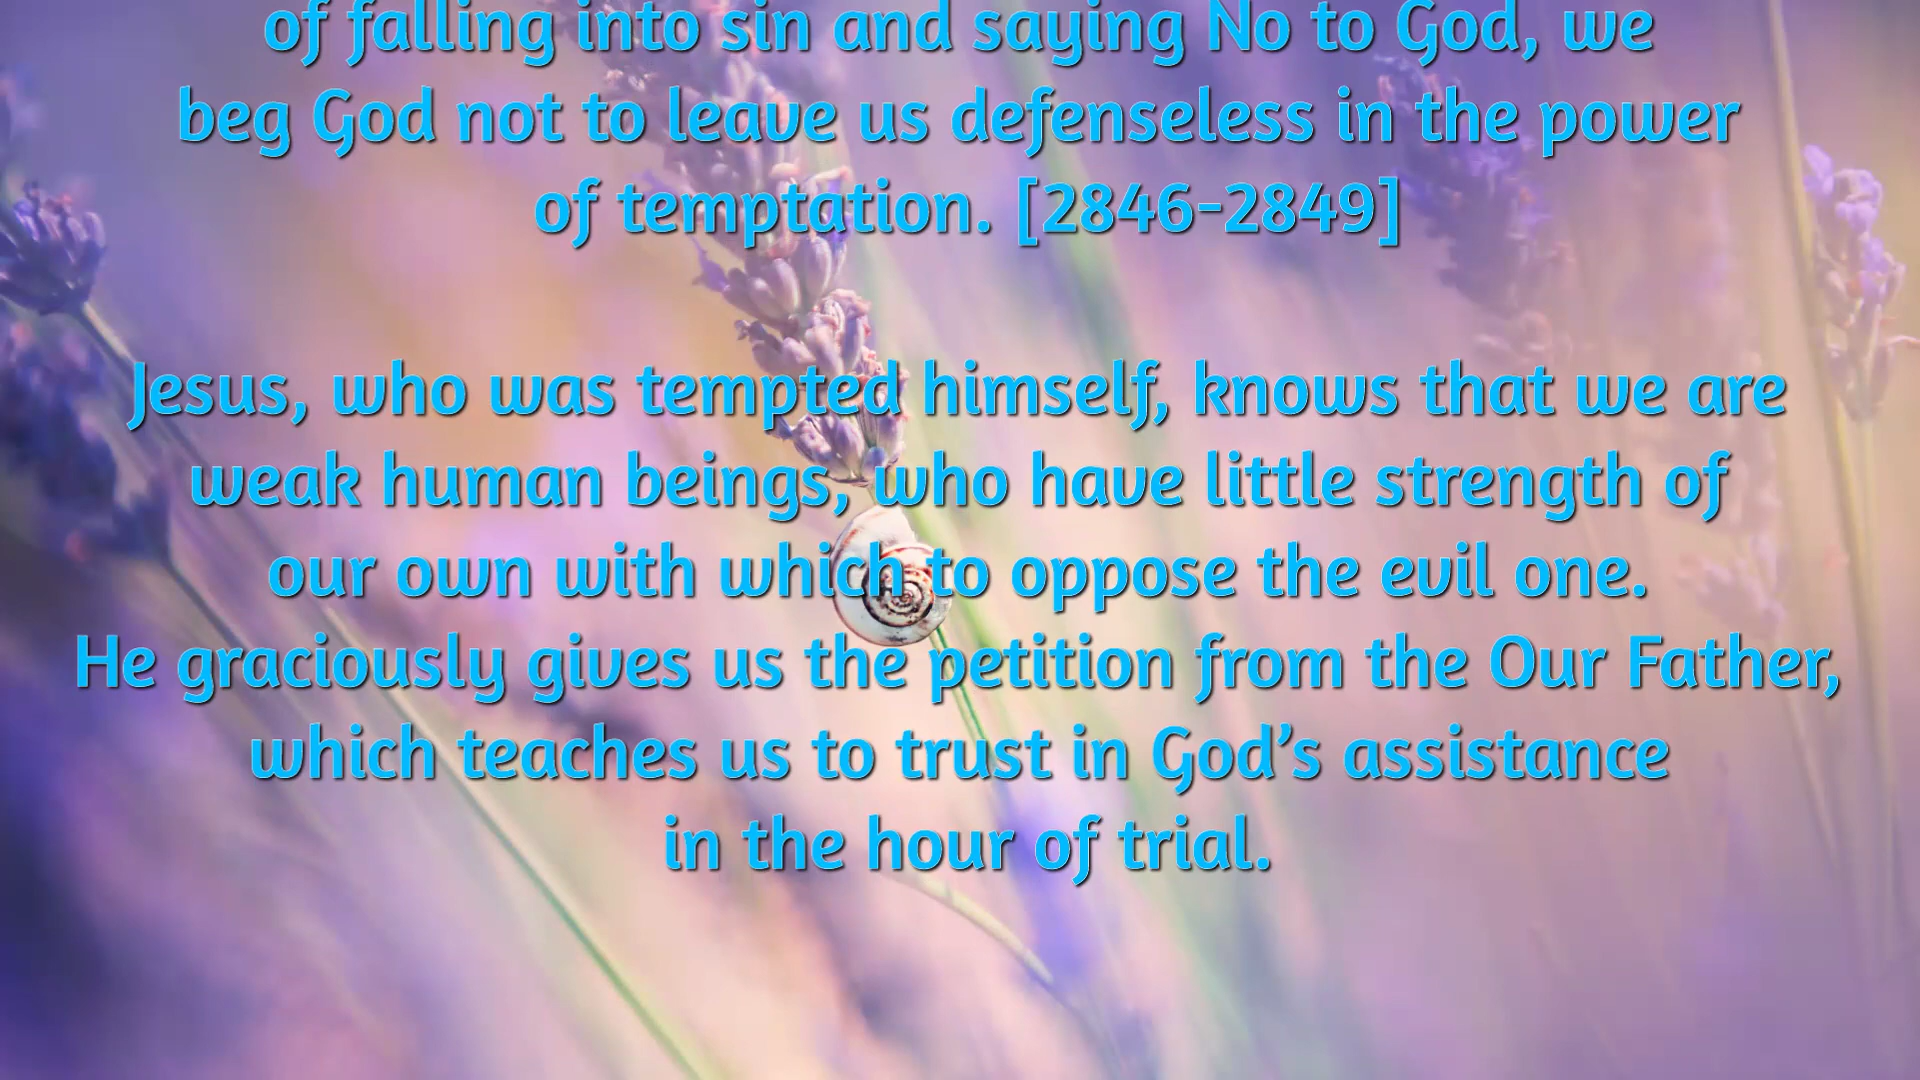 of falling into sin and saying No to God, we
beg God not to leave us defenseless in the power
of temptation. [2846-2849]
Jesus, who was tempted himself, knows that we are
weak human beings, who have little strength of
our own with which to oppose the evil one.
He graciously gives us the petition from the Our Father,
which teaches us to trust in God’s assistance
in the hour of trial.